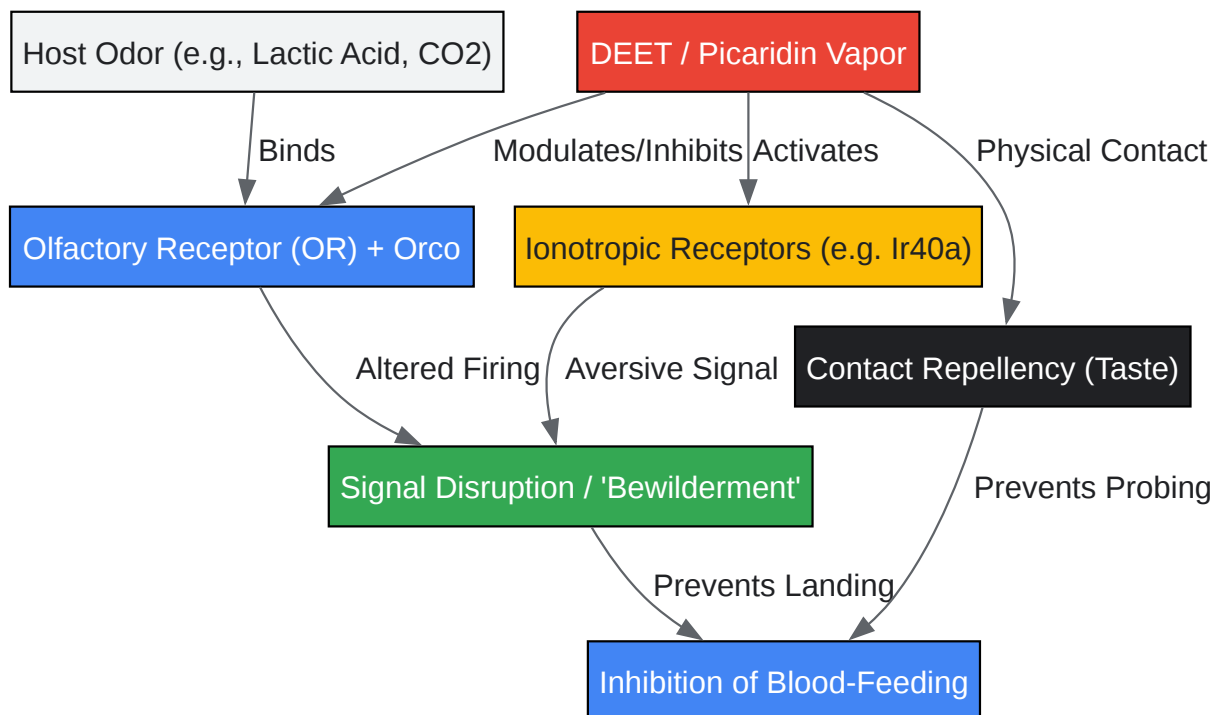 Host Odor (e.g., Lactic Acid, CO2)
DEET / Picaridin Vapor
Binds
Modulates/Inhibits
Activates
Physical Contact
Olfactory Receptor (OR) + Orco
Ionotropic Receptors (e.g. Ir40a)
Contact Repellency (Taste)
Altered Firing
Aversive Signal
Signal Disruption / 'Bewilderment'
Prevents Probing
Prevents Landing
Inhibition of Blood-Feeding